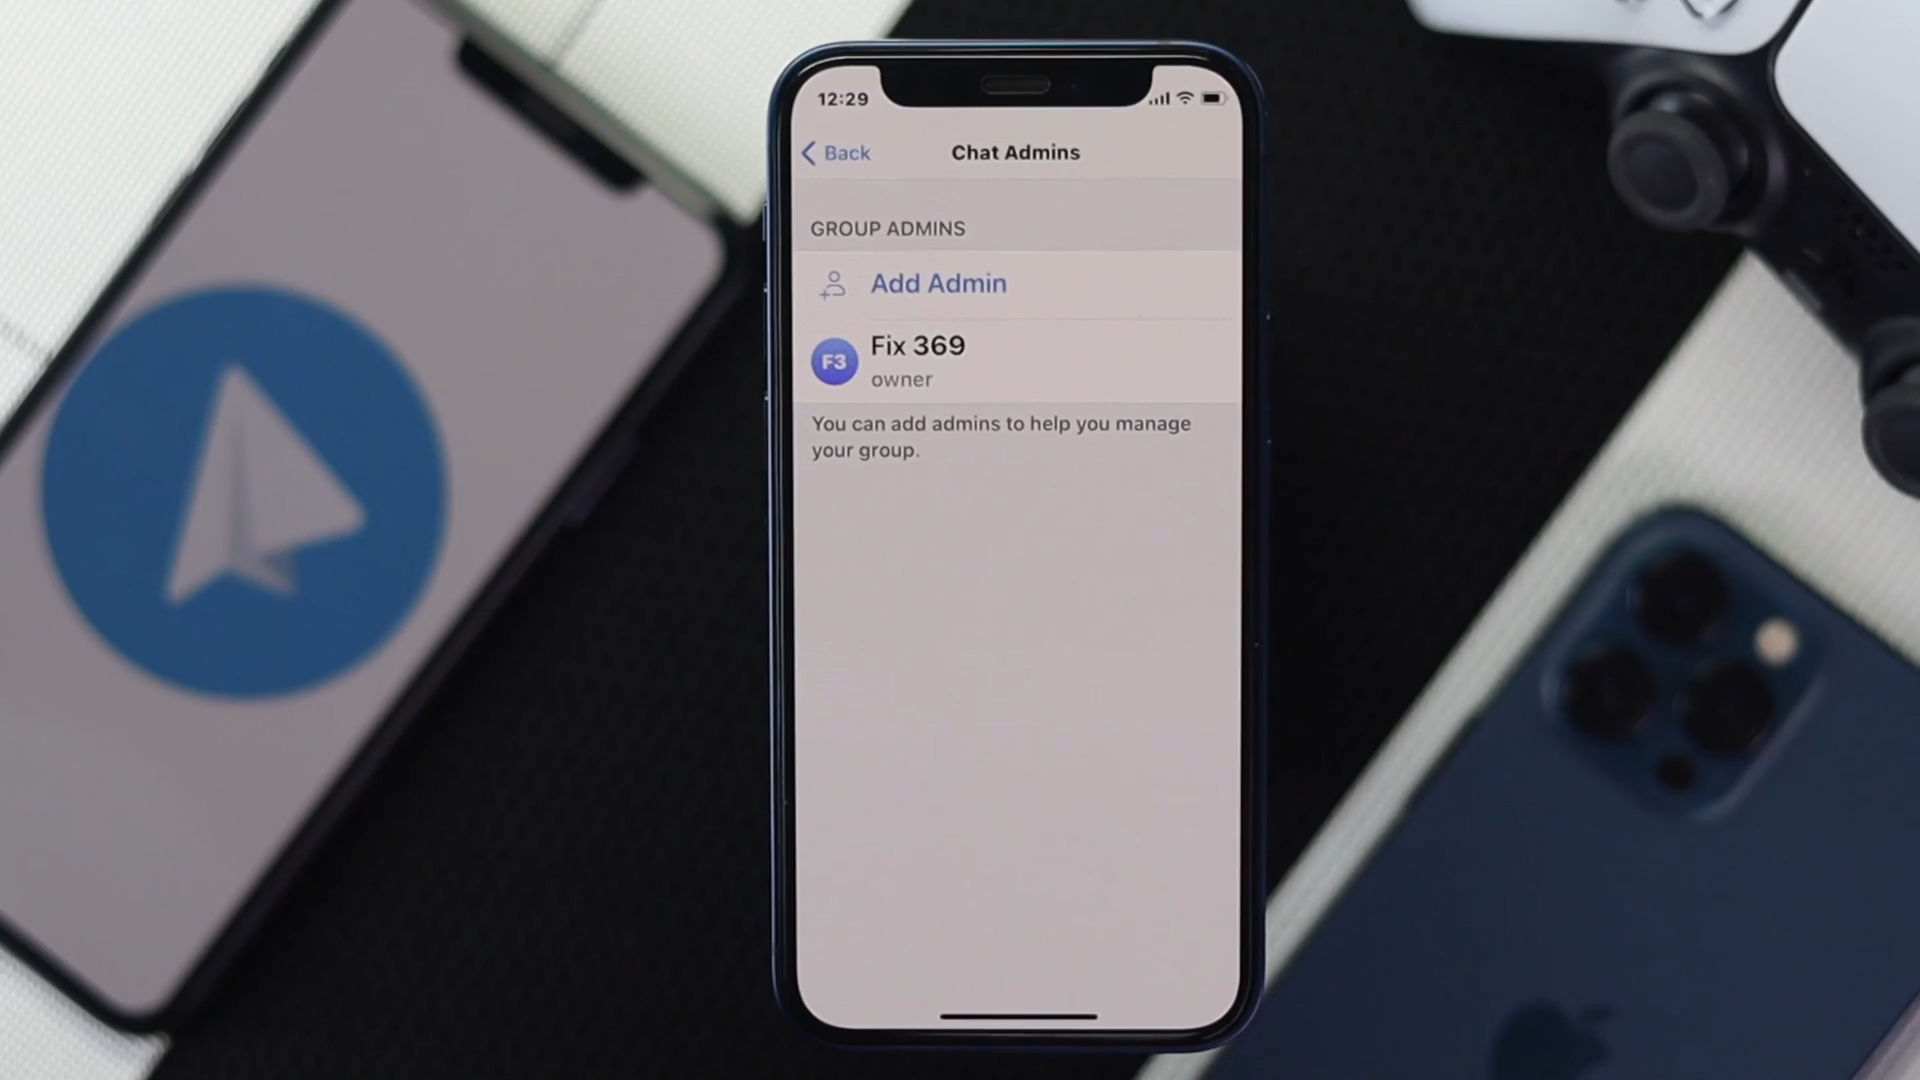 12:29
Back
Chat Admins
GROUP ADMINS
Add Admin
F3
Fix 369
owner
You can add admins to help you manage
your group.